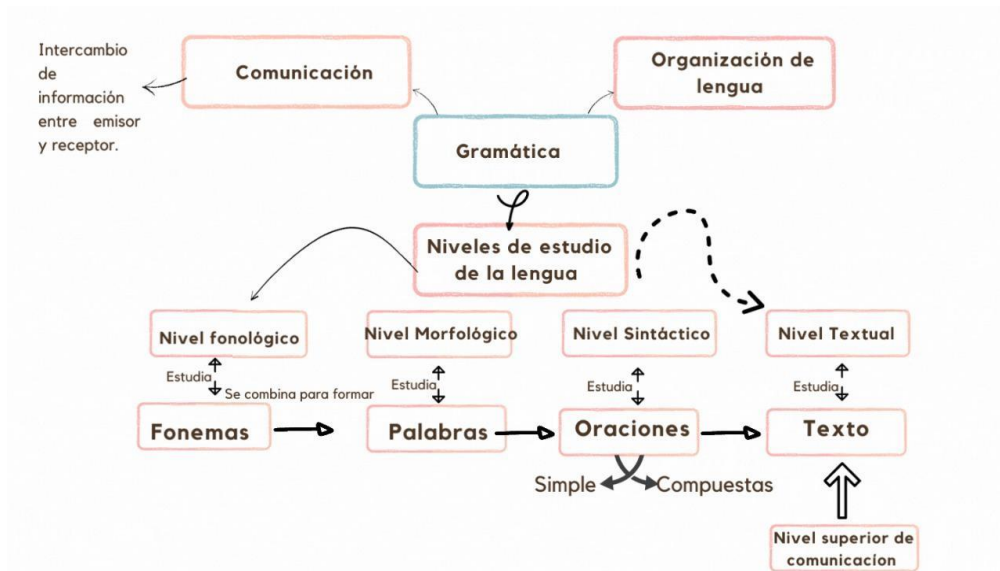 Intercambio
de
información
entre emisor
y receptor.
Comunicación
Organización de
lengua
Gramática
Niveles de estudio
de la lengua
Nivel fonológico
Nivel Morfológico
Nivel Sintáctico
Nivel Textual
Estudia
Se combina para formar
Estudia
Estudia
Estudia
Fonemas
Palabras
Oraciones
Texto
Simple
Compuestas
Nivel superior de
comunicacíon